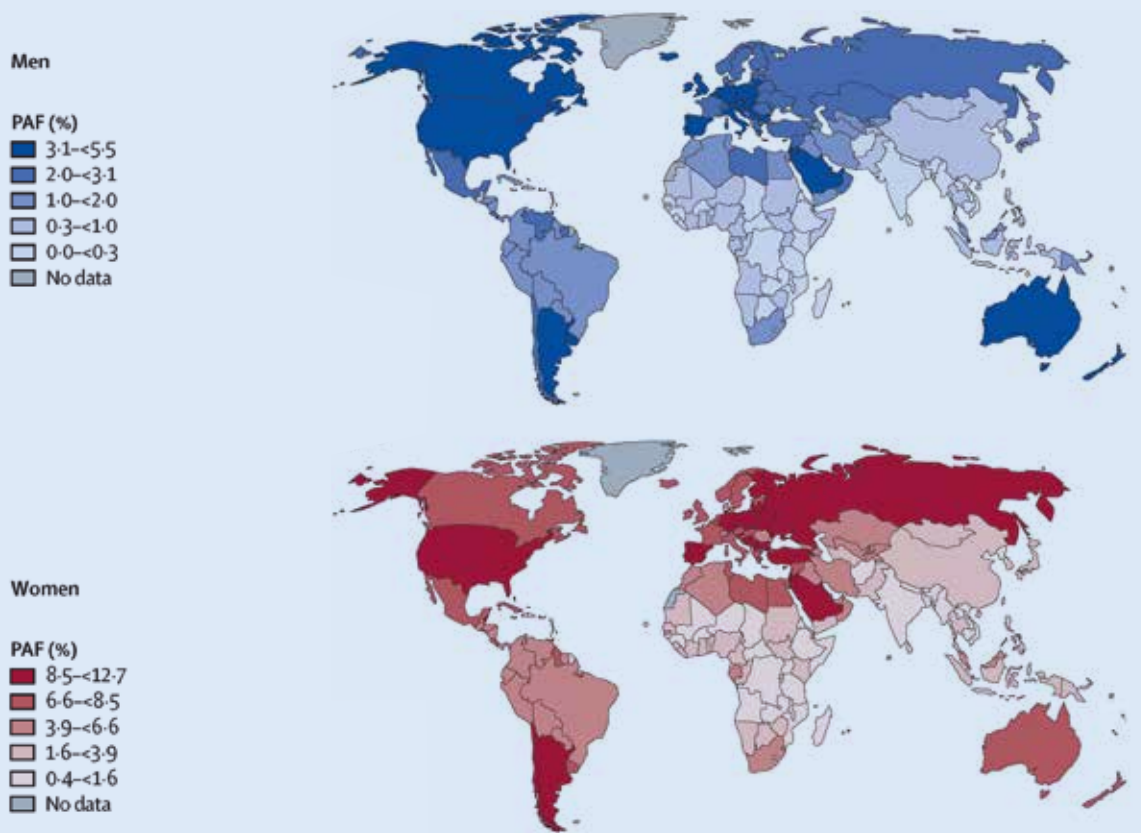 Men
PAF (%)
3·1–<5·5
2·0–<3·1
1·0–<2·0
0·3–<1·0
0·0–<0·3
No data
Women
PAF (%)
8·5–<12·7
6·6–<8·5
3·9–<6·6
1·6–<3·9
0·4–<1·6
No data